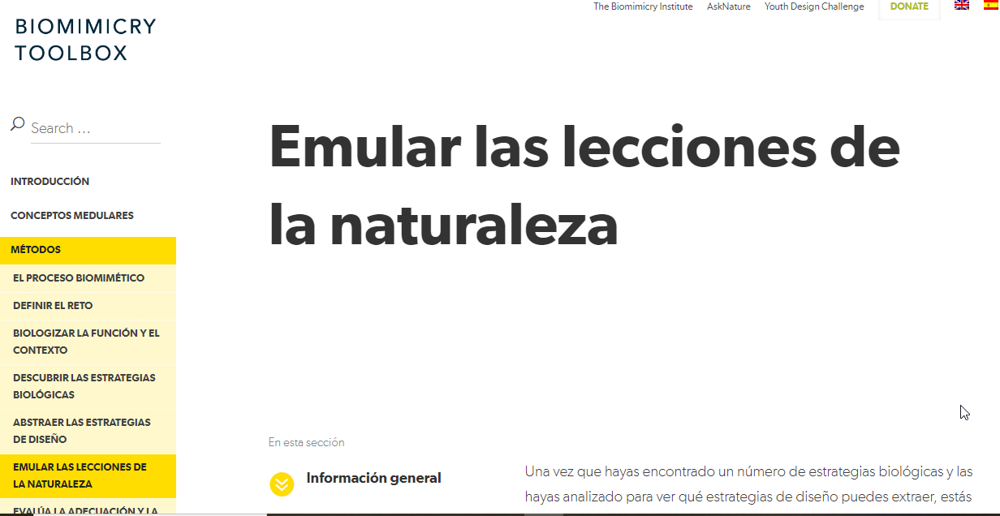 The Biomimicry Institute AskNature Youth Design Challenge DONATE
BIOMIMICRY
TOOLBOX
Search ...
INTRODUCCIÓN
CONCEPTOS MEDULARES
MÉTODOS
EL PROCESO BIOMIMÉTICO
DEFINIR EL RETO
BIOLOGIZAR LA FUNCIÓN Y EL
CONTEXTO
DESCUBRIR LAS ESTRATEGIAS
BIOLÓGICAS
ABSTRAER LAS ESTRATEGIAS
DE DISEÑO
EMULAR LAS LECCIONES DE
LA NATURALEZA
EVALÚA LA ADECUACIÓN Y LA
Emular las lecciones de
la naturaleza
En esta sección
Información general
Una vez que hayas encontrado un número de estrategias biológicas y las
hayas analizado para ver qué estrategias de diseño puedes extraer, estás